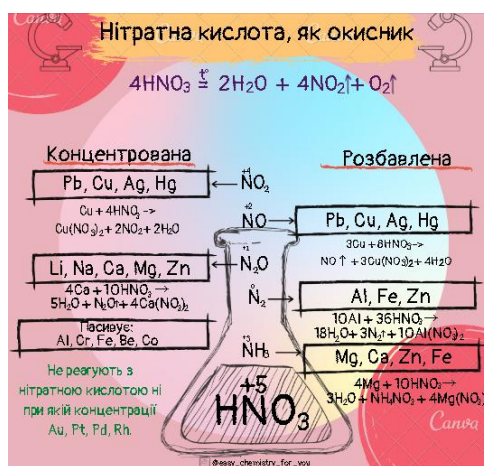 Нітратна кислота, як окисник
4HNO₃ t° = 2H₂O + 4NO₂↑+ O₂↑
Концентрована
Pb, Cu, Ag, Hg
Cu + 4HNO₃ ->
Cu(NO₃)₂ + 2NO₂ + 2H₂O
Li, Na, Ca, Mg, Zn
4Ca + 10HNO₃ →
5H₂O + N₂O↑ + 4Ca(NO₃)₂
Пасивує:
Al, Cr, Fe, Be, Co
Не реагують з
нітратною кислотою ні
при якій концентрації
Au, Pt, Pd, Rh.
+4
NO₂
+2
NO
+1
N₂O
0
N₂
NH₃
+5
HNO₃
Розбавлена
Pb, Cu, Ag, Hg
3Cu + 8HNO₃ ->
NO ↑ + 3Cu(NO₃)₂ + 4H₂O
Al, Fe, Zn
10Al + 36HNO₃ →
18H₂O + 3N₂↑ + 10Al(NO₃)₃
Mg, Ca, Zn, Fe
4Mg + 10HNO₃ →
3H₂O + NH₄NO₃ + 4Mg(NO₃)
Canva
Canva
@easy_chemistry_for_you